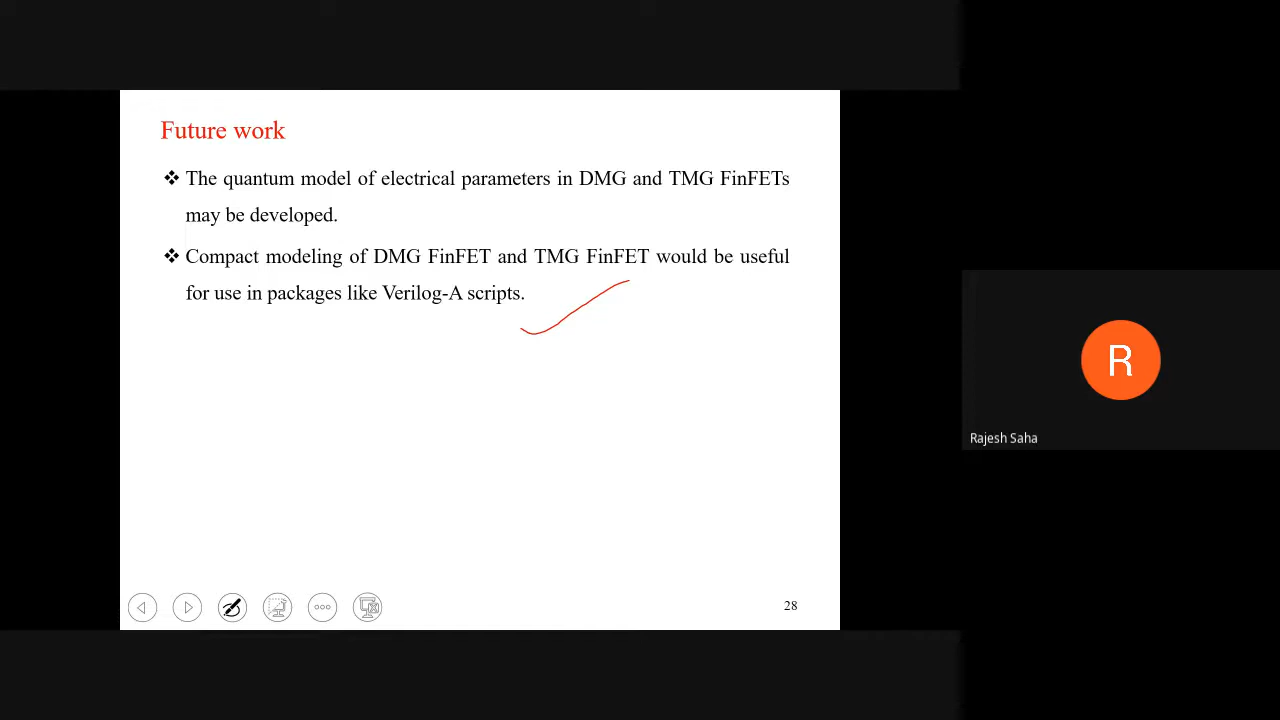 Future work
❖ The quantum model of electrical parameters in DMG and TMG FinFETs
may be developed.
❖ Compact modeling of DMG FinFET and TMG FinFET would be useful
for use in packages like Verilog-A scripts.
28
R
Rajesh Saha